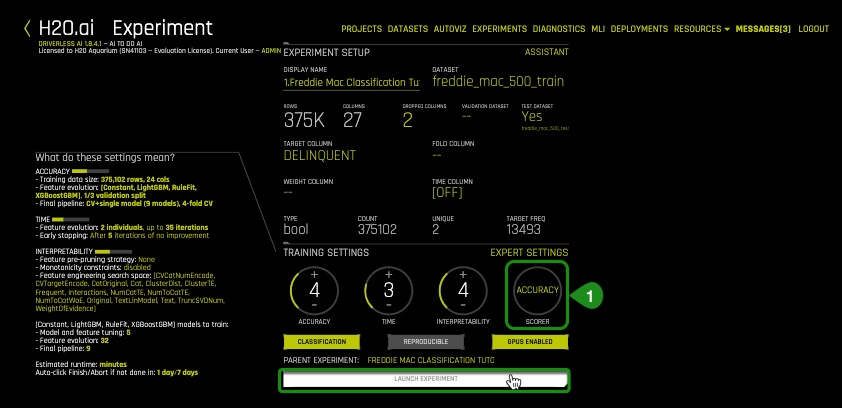 H2O.ai Experiment
DRIVERLESS AI 1.8.4.1 – AI TO DO AI
Licensed to H2O Aquarium (SN41103 – Evaluation License), Current User – ADMIN
PROJECTS DATASETS AUTOVIZ EXPERIMENTS DIAGNOSTICS MLI DEPLOYMENTS RESOURCES MESSAGES[3] LOGOUT
EXPERIMENT SETUP ASSISTANT
DISPLAY NAME DATASET
1.Freddie Mac Classification Tu freddie_mac_500_train
ROWS COLUMNS DROPPED COLUMNS VALIDATION DATASET TEST DATASET
375K 27 2 -- Yes
freddie_mac_500_test
TARGET COLUMN FOLD COLUMN
DELINQUENT --
WEIGHT COLUMN TIME COLUMN
-- [OFF]
TYPE COUNT UNIQUE TARGET FREQ
bool 375102 2 13493
What do these settings mean?
ACCURACY
- Training data size: 375,102 rows, 24 cols
- Feature evolution: [Constant, LightGBM, RuleFit,
XGBoostGBM], 1/3 validation split
- Final pipeline: CV+single model (9 models), 4-fold CV
TIME
- Feature evolution: 2 individuals, up to 35 iterations
- Early stopping: After 5 iterations of no improvement
INTERPRETABILITY
- Feature pre-pruning strategy: None
- Monotonicity constraints: disabled
- Feature engineering search space: [CVCatNumEncode,
CVTargetEncode, CatOriginal, Cat, ClusterDist, ClusterTE,
Frequent, Interactions, NumCatTE, NumToCatTE,
NumToCatWoE, Original, TextLinModel, Text, TruncSVDNum,
WeightOfEvidence]
[Constant, LightGBM, RuleFit, XGBoostGBM] models to train:
- Model and feature tuning: 6
- Feature evolution: 32
- Final pipeline: 9
Estimated runtime: minutes
Auto-click Finish/Abort if not done in: 1 day/7 days
TRAINING SETTINGS EXPERT SETTINGS
+ + +
4 3 4 ACCURACY
- - -
ACCURACY TIME INTERPRETABILITY SCORER
1
CLASSIFICATION REPRODUCIBLE GPUS ENABLED
PARENT EXPERIMENT: FREDDIE MAC CLASSIFICATION TUTO
LAUNCH EXPERIMENT